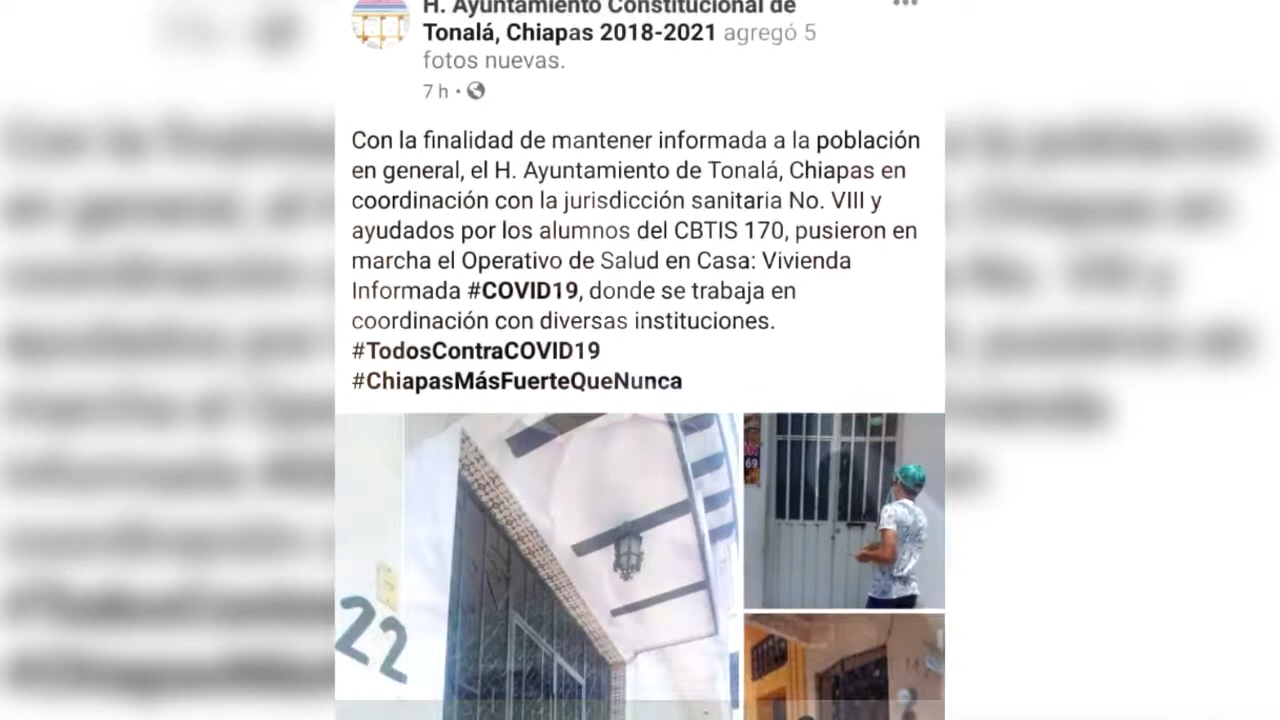 H. Ayuntamiento Constitucional de
Tonalá, Chiapas 2018-2021 agregó 5
fotos nuevas.
7 h
Con la finalidad de mantener informada a la población
en general, el H. Ayuntamiento de Tonalá, Chiapas en
coordinación con la jurisdicción sanitaria No. VIII y
ayudados por los alumnos del CBTIS 170, pusieron en
marcha el Operativo de Salud en Casa: Vivienda
Informada #COVID19, donde se trabaja en
coordinación con diversas instituciones.
#TodosContraCOVID19
#ChiapasMásFuerteQueNunca
69
22